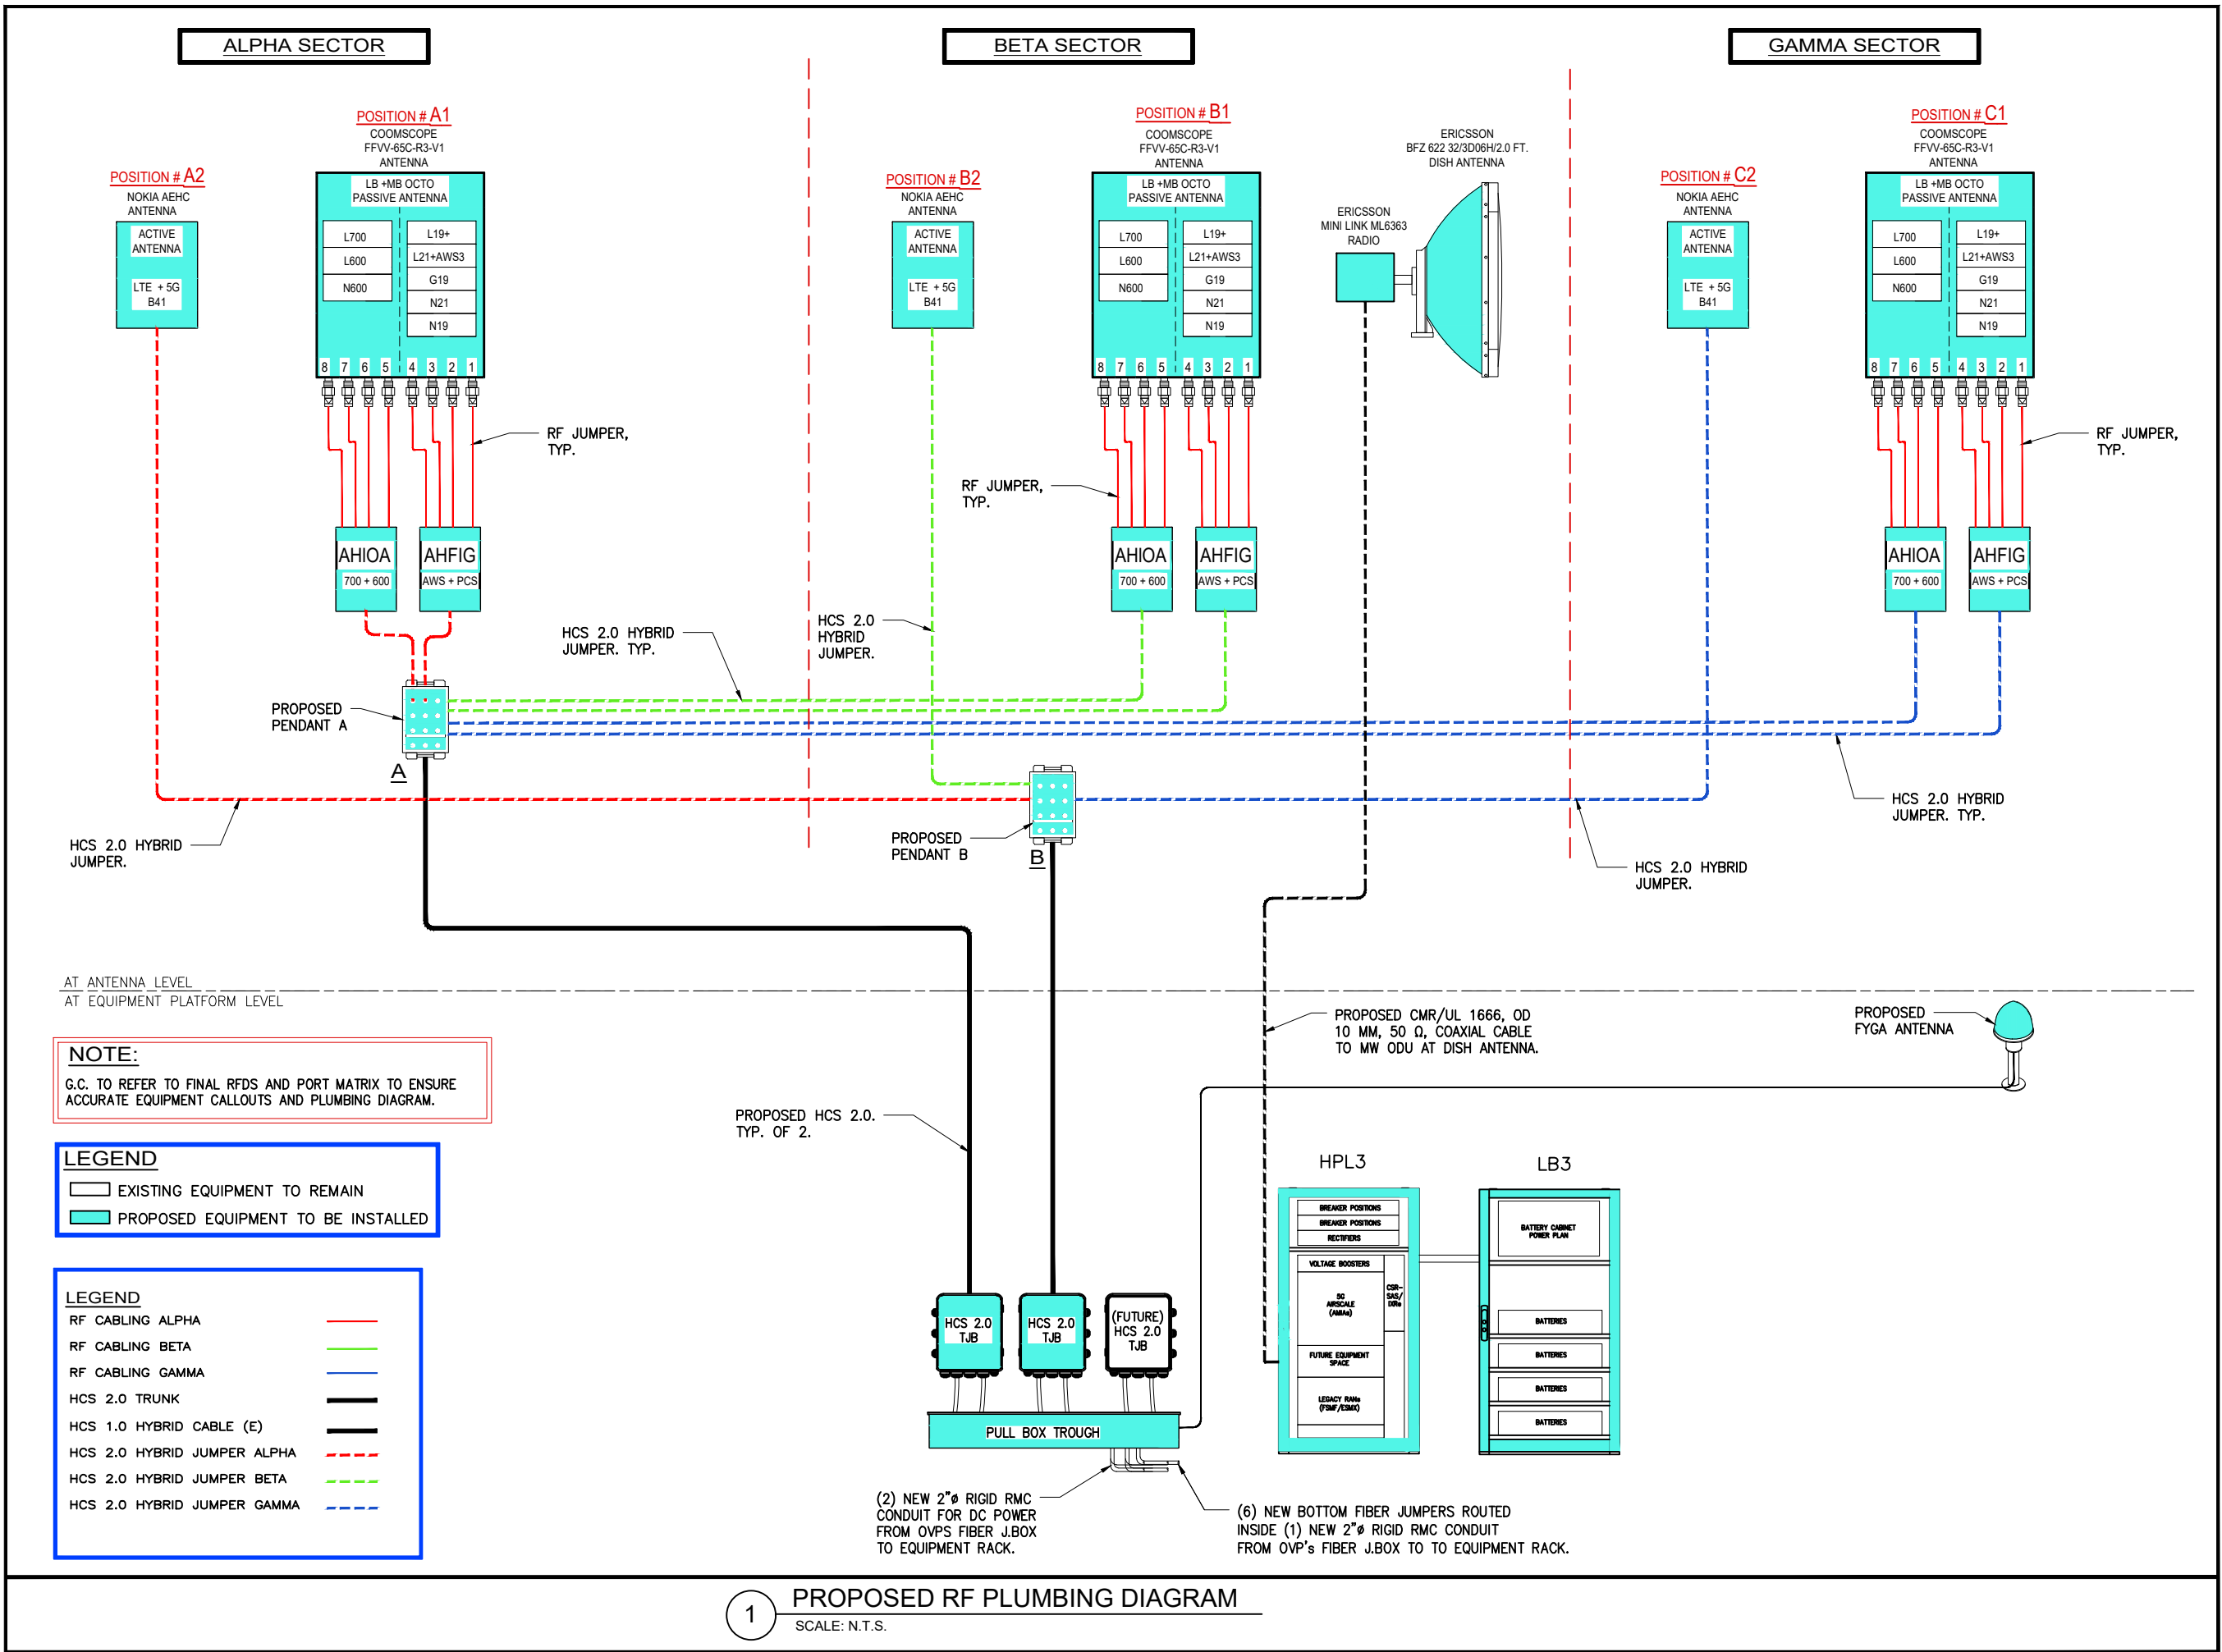 ALPHA SECTOR
BETA SECTOR
GAMMA SECTOR
POSITION # A1
COOMSCOPE
FFVV-65C-R3-V1
ANTENNA
POSITION # A2
NOKIA AEHC
ANTENNA
ACTIVE
ANTENNA
LTE + 5G
B41
LB +MB OCTO
PASSIVE ANTENNA
L700
L600
N600
L19+
L21+AWS3
G19
N21
N19
8 7 6 5 4 3 2 1
RF JUMPER,
TYP.
AHIOA
700 + 600
AHFIG
AWS + PCS
POSITION # B1
COOMSCOPE
FFVV-65C-R3-V1
ANTENNA
POSITION # B2
NOKIA AEHC
ANTENNA
ACTIVE
ANTENNA
LTE + 5G
B41
LB +MB OCTO
PASSIVE ANTENNA
L700
L600
N600
L19+
L21+AWS3
G19
N21
N19
8 7 6 5 4 3 2 1
RF JUMPER,
TYP.
AHIOA
700 + 600
AHFIG
AWS + PCS
ERICSSON
BFZ 622 32/3D06H/2.0 FT.
DISH ANTENNA
ERICSSON
MINI LINK ML6363
RADIO
POSITION # C1
COOMSCOPE
FFVV-65C-R3-V1
ANTENNA
POSITION # C2
NOKIA AEHC
ANTENNA
ACTIVE
ANTENNA
LTE + 5G
B41
LB +MB OCTO
PASSIVE ANTENNA
L700
L600
N600
L19+
L21+AWS3
G19
N21
N19
8 7 6 5 4 3 2 1
RF JUMPER,
TYP.
AHIOA
700 + 600
AHFIG
AWS + PCS
HCS 2.0 HYBRID
JUMPER. TYP.
HCS 2.0
HYBRID
JUMPER.
PROPOSED
PENDANT A
A
HCS 2.0 HYBRID
JUMPER.
PROPOSED
PENDANT B
B
HCS 2.0 HYBRID
JUMPER. TYP.
HCS 2.0 HYBRID
JUMPER.
AT ANTENNA LEVEL
AT EQUIPMENT PLATFORM LEVEL
NOTE:
G.C. TO REFER TO FINAL RFDS AND PORT MATRIX TO ENSURE
ACCURATE EQUIPMENT CALLOUTS AND PLUMBING DIAGRAM.
PROPOSED CMR/UL 1666, OD
10 MM, 50 Ω, COAXIAL CABLE
TO MW ODU AT DISH ANTENNA.
PROPOSED
FYGA ANTENNA
PROPOSED HCS 2.0.
TYP. OF 2.
LEGEND
EXISTING EQUIPMENT TO REMAIN
PROPOSED EQUIPMENT TO BE INSTALLED
LEGEND
RF CABLING ALPHA
RF CABLING BETA
RF CABLING GAMMA
HCS 2.0 TRUNK
HCS 1.0 HYBRID CABLE (E)
HCS 2.0 HYBRID JUMPER ALPHA
HCS 2.0 HYBRID JUMPER BETA
HCS 2.0 HYBRID JUMPER GAMMA
HCS 2.0
TJB
HCS 2.0
TJB
(FUTURE)
HCS 2.0
TJB
PULL BOX TROUGH
HPL3
BREAKER POSITIONS
BREAKER POSITIONS
RECTIFIERS
VOLTAGE BOOSTERS
5G
AIRSCALE
(AMIAs)
CSR-
SAS/
IXRe
FUTURE EQUIPMENT
SPACE
LEGACY RANs
(FSMF/ESMX)
LB3
BATTERY CABINET
POWER PLAN
BATTERIES
BATTERIES
BATTERIES
BATTERIES
(2) NEW 2"ø RIGID RMC
CONDUIT FOR DC POWER
FROM OVPS FIBER J.BOX
TO EQUIPMENT RACK.
(6) NEW BOTTOM FIBER JUMPERS ROUTED
INSIDE (1) NEW 2"ø RIGID RMC CONDUIT
FROM OVP's FIBER J.BOX TO TO EQUIPMENT RACK.
1
PROPOSED RF PLUMBING DIAGRAM
SCALE: N.T.S.